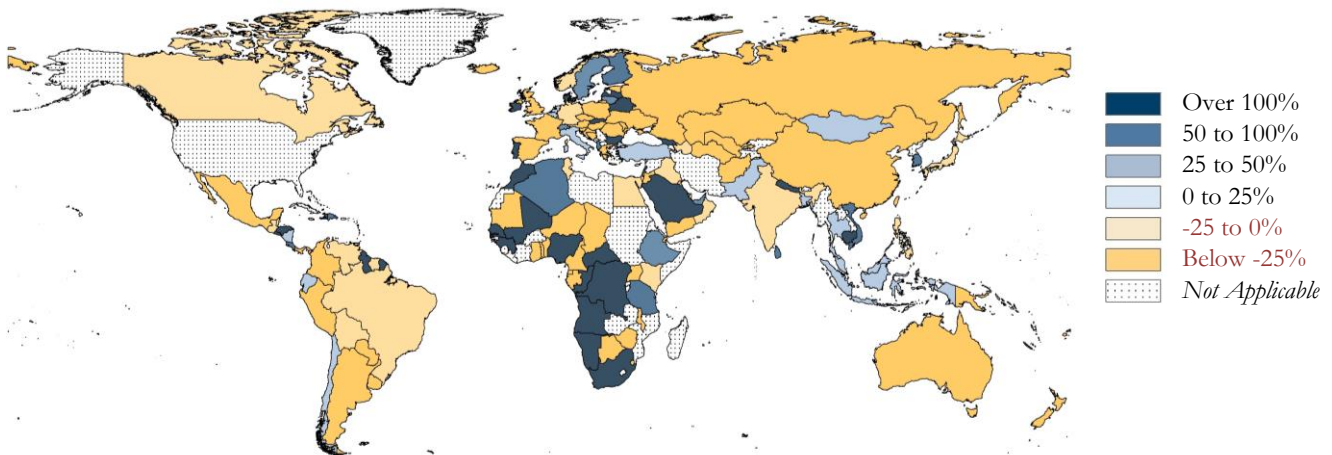 Over 100%
50 to 100%
25 to 50%
0 to 25%
-25 to 0%
Below -25%
Not Applicable